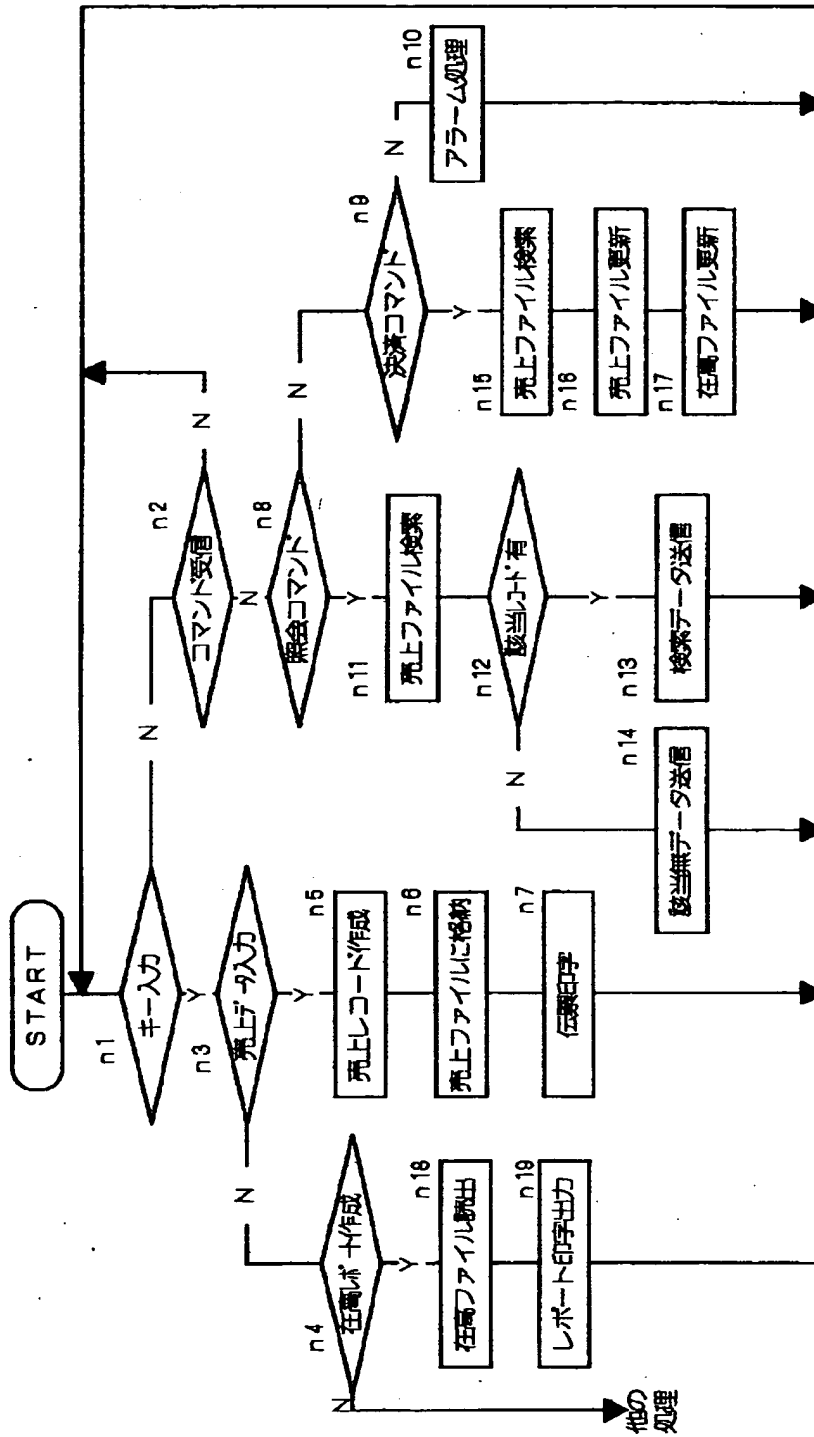 START
n1
キー入力
Y
N
n2
コマンド受信
N
N
n3
売上データ入力
N
Y
n8
照会コマンド
N
Y
n4
在高レポート作成
N
Y
他の
処理
n5
売上レコード作成
n6
売上ファイルに格納
n7
伝票印字
n18
在高ファイル読出
n19
レポート印字出力
n11
売上ファイル検索
n12
該当レコード有
N
Y
n14
該当無データ送信
n13
検索データ送信
n9
決済コマンド
N
Y
n10
アラーム処理
n15
売上ファイル検索
n16
売上ファイル更新
n17
在高ファイル更新